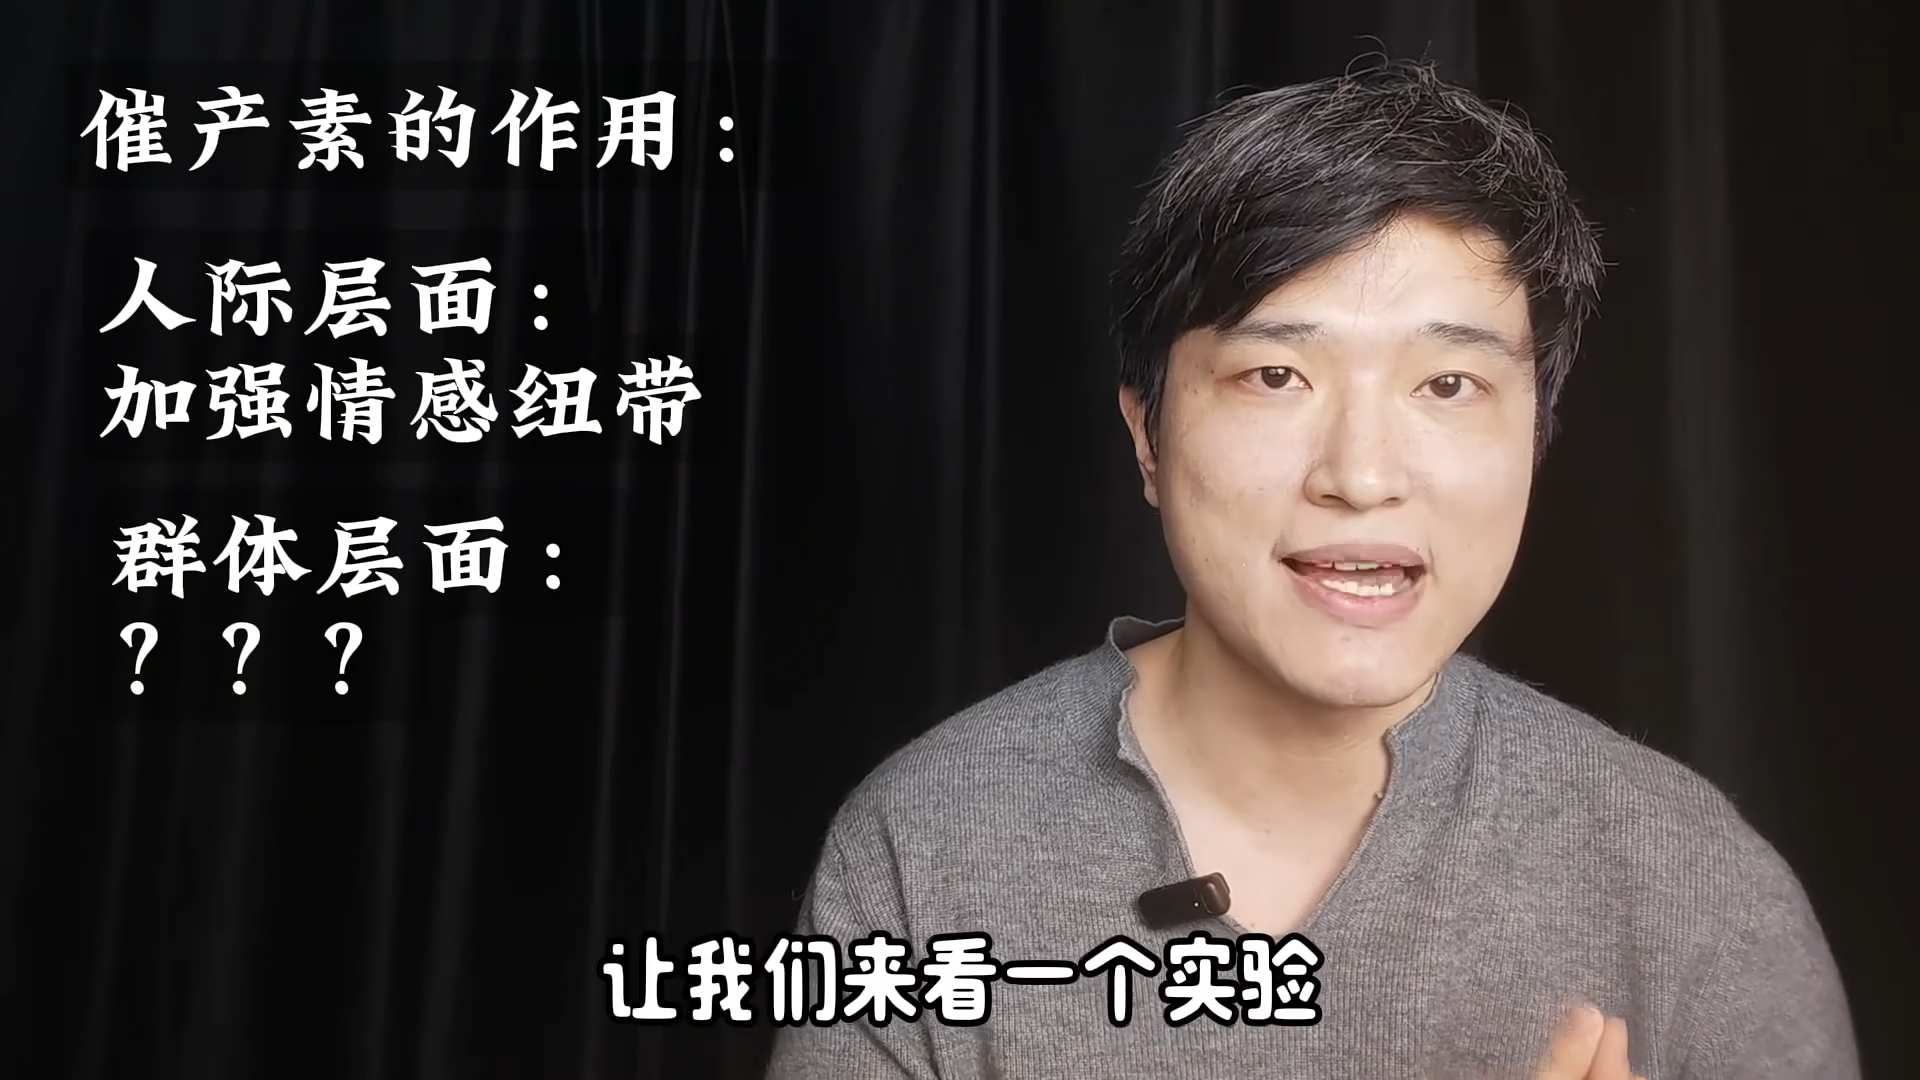 催产素的作用：
人际层面：
加强情感纽带
群体层面：
？？？
让我们来看一个实验